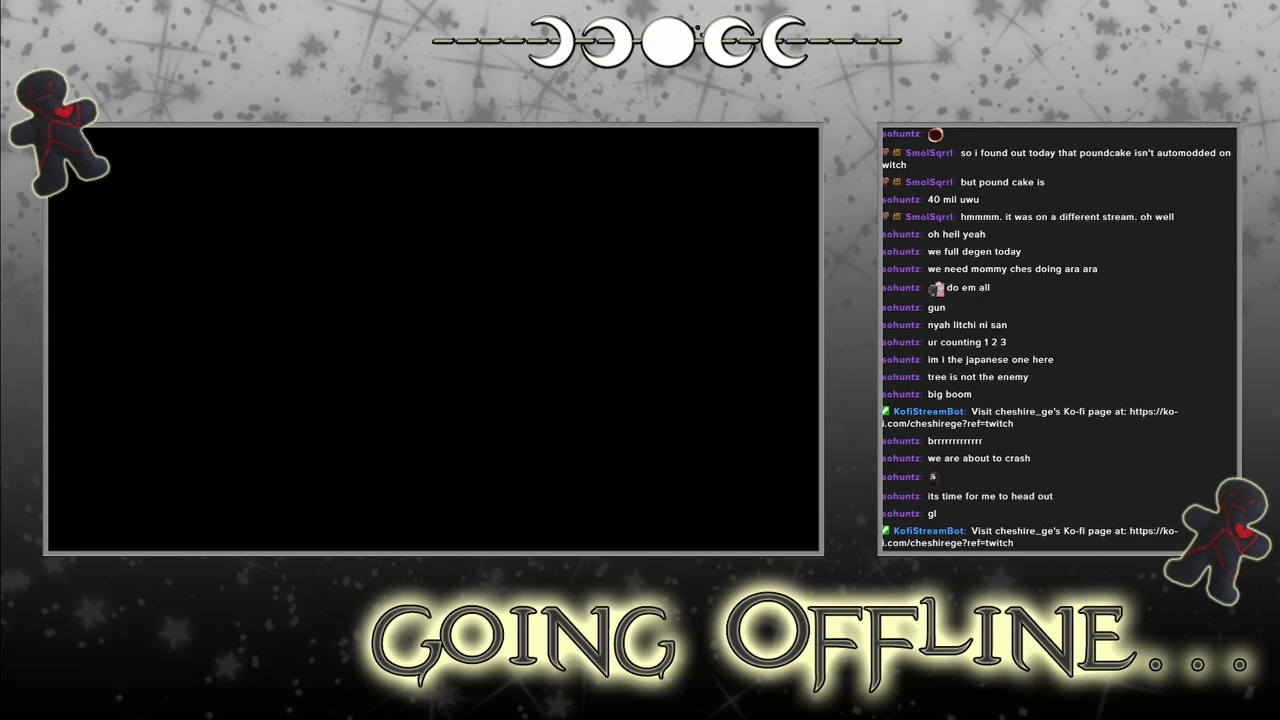 sohuntz:
SmolSqrrl: so i found out today that poundcake isn't automodded on
witch
SmolSqrrl: but pound cake is
sohuntz: 40 mil uwu
SmolSqrrl: hmmmm. it was on a different stream. oh well
sohuntz: oh hell yeah
sohuntz: we full degen today
sohuntz: we need mommy ches doing ara ara
sohuntz: do em all
sohuntz: gun
sohuntz: nyah litchi ni san
sohuntz: ur counting 1 2 3
sohuntz: im i the japanese one here
sohuntz: tree is not the enemy
sohuntz: big boom
KofiStreamBot: Visit cheshire_ge's Ko-fi page at: https://ko-
i.com/cheshirege?ref=twitch
sohuntz: brrrrrrrrrrrrr
sohuntz: we are about to crash
sohuntz:
sohuntz: its time for me to head out
sohuntz: gl
KofiStreamBot: Visit cheshire_ge's Ko-fi page at: https://ko-
i.com/cheshirege?ref=twitch
Going Offline...